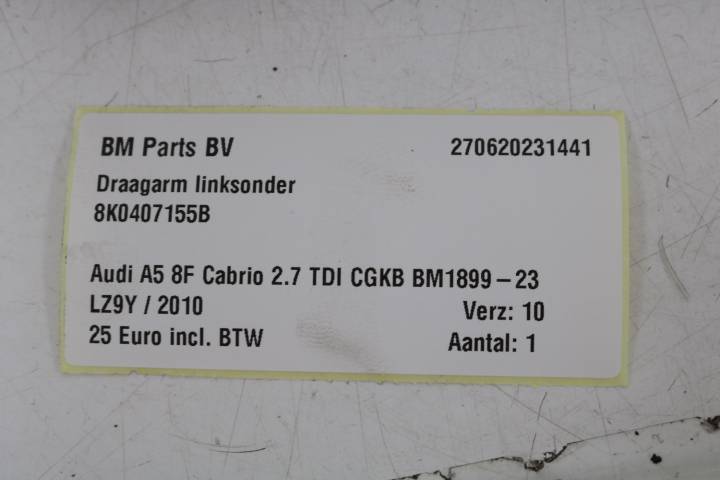 BM Parts BV 270620231441
Draagarm linksonder
8K0407155B
Audi A5 8F Cabrio 2.7 TDI CGKB BM1899-23
LZ9Y / 2010 Verz: 10
25 Euro incl. BTW Aantal: 1